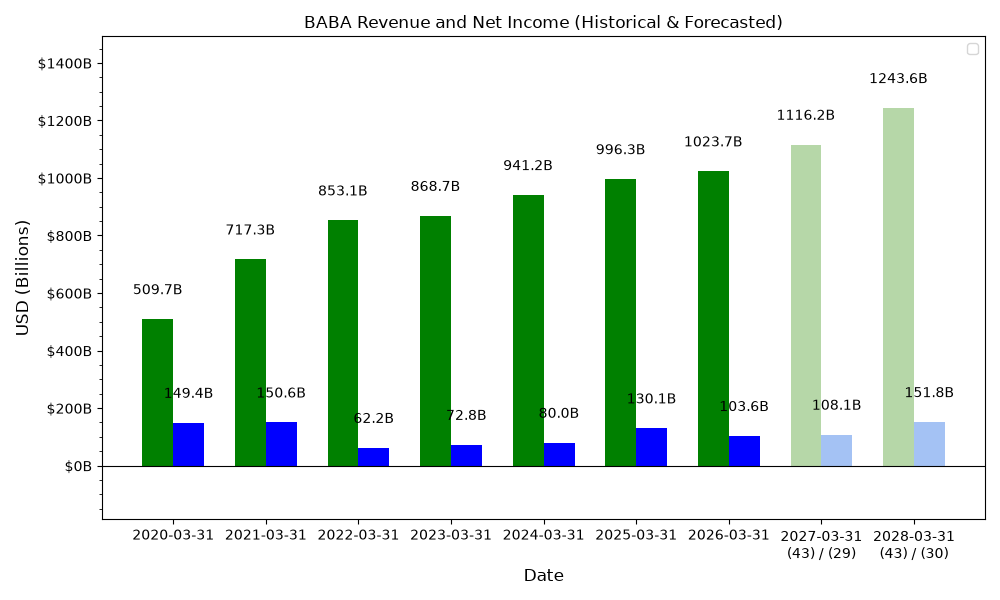 BABA Revenue and Net Income (Historical & Forecasted)
USD (Billions)
$1400B
$1200B
$1000B
$800B
$600B
$400B
$200B
$0B
509.7B
717.3B
853.1B
868.7B
941.2B
996.3B
1023.7B
1116.2B
1243.6B
149.4B
150.6B
62.2B
72.8B
80.0B
130.1B
103.6B
108.1B
151.8B
2020-03-31
2021-03-31
2022-03-31
2023-03-31
2024-03-31
2025-03-31
2026-03-31
2027-03-31
(43) / (29)
2028-03-31
(43) / (30)
Date